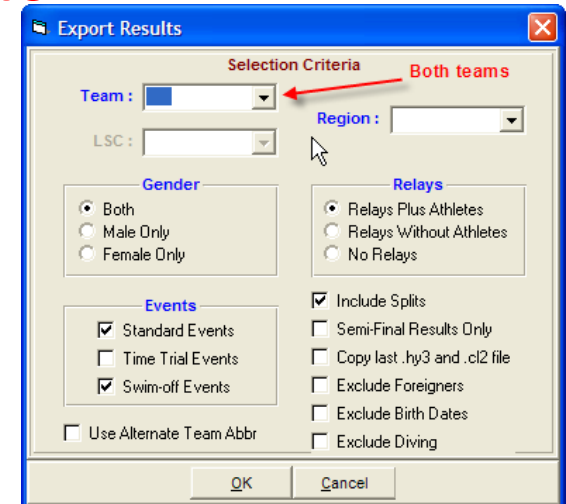 Export Results
Selection Criteria
Both teams
Team :
Region :
LSC :
Gender
Both
Male Only
Female Only
Relays
Relays Plus Athletes
Relays Without Athletes
No Relays
Events
Standard Events
Time Trial Events
Swim-off Events
Use Alternate Team Abbr
Include Splits
Semi-Final Results Only
Copy last .hy3 and .cl2 file
Exclude Foreigners
Exclude Birth Dates
Exclude Diving
OK
Cancel